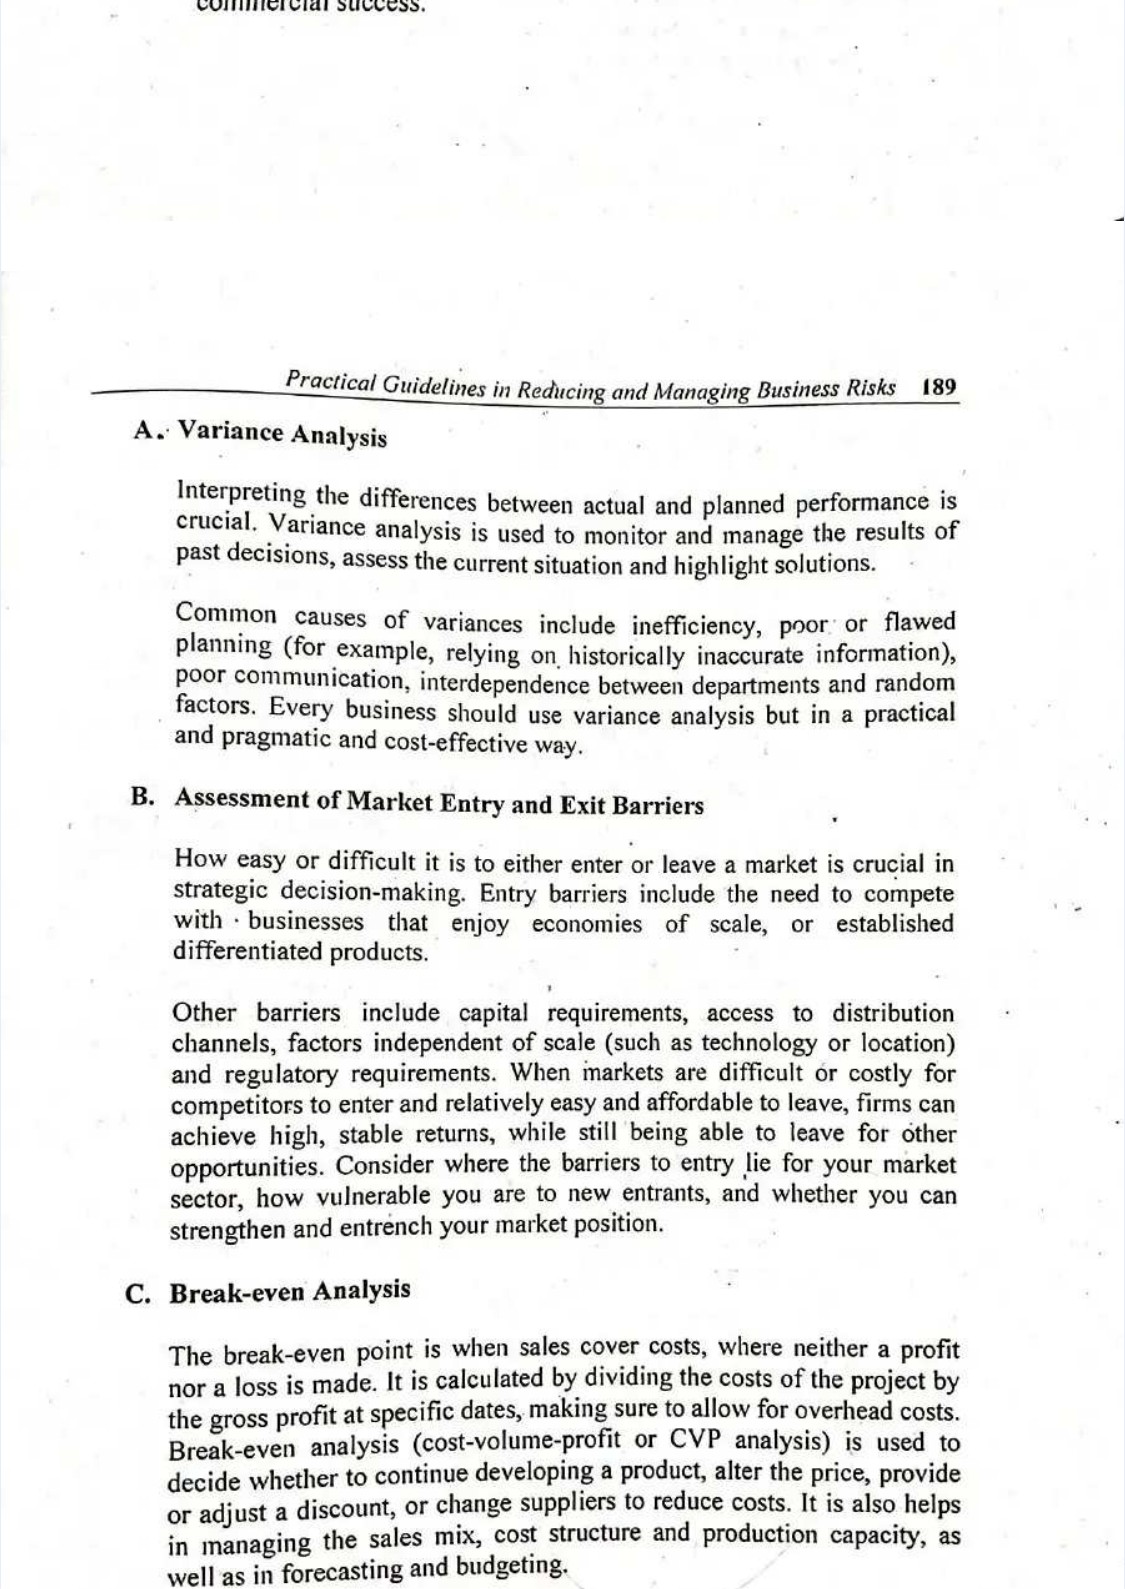 commercial success.
Practical Guidelines in Reducing and Managing Business Risks 189
A. Variance Analysis
Interpreting the differences between actual and planned performance is
crucial. Variance analysis is used to monitor and manage the results of
past decisions, assess the current situation and highlight solutions.
Common causes of variances include inefficiency, poor or flawed
planning (for example, relying on historically inaccurate information),
poor communication, interdependence between departments and random
factors. Every business should use variance analysis but in a practical
and pragmatic and cost-effective way.
B. Assessment of Market Entry and Exit Barriers
How easy or difficult it is to either enter or leave a market is crucial in
strategic decision-making. Entry barriers include the need to compete
with businesses that enjoy economies of scale, or established
differentiated products.
Other barriers include capital requirements, access to distribution
channels, factors independent of scale (such as technology or location)
and regulatory requirements. When markets are difficult or costly for
competitors to enter and relatively easy and affordable to leave, firms can
achieve high, stable returns, while still being able to leave for other
opportunities. Consider where the barriers to entry lie for your market
sector, how vulnerable you are to new entrants, and whether you can
strengthen and entrench your market position.
C. Break-even Analysis
The break-even point is when sales cover costs, where neither a profit
nor a loss is made. It is calculated by dividing the costs of the project by
the gross profit at specific dates, making sure to allow for overhead costs.
Break-even analysis (cost-volume-profit or CVP analysis) is used to
decide whether to continue developing a product, alter the price, provide
or adjust a discount, or change suppliers to reduce costs. It is also helps
in managing the sales mix, cost structure and production capacity, as
well as in forecasting and budgeting.